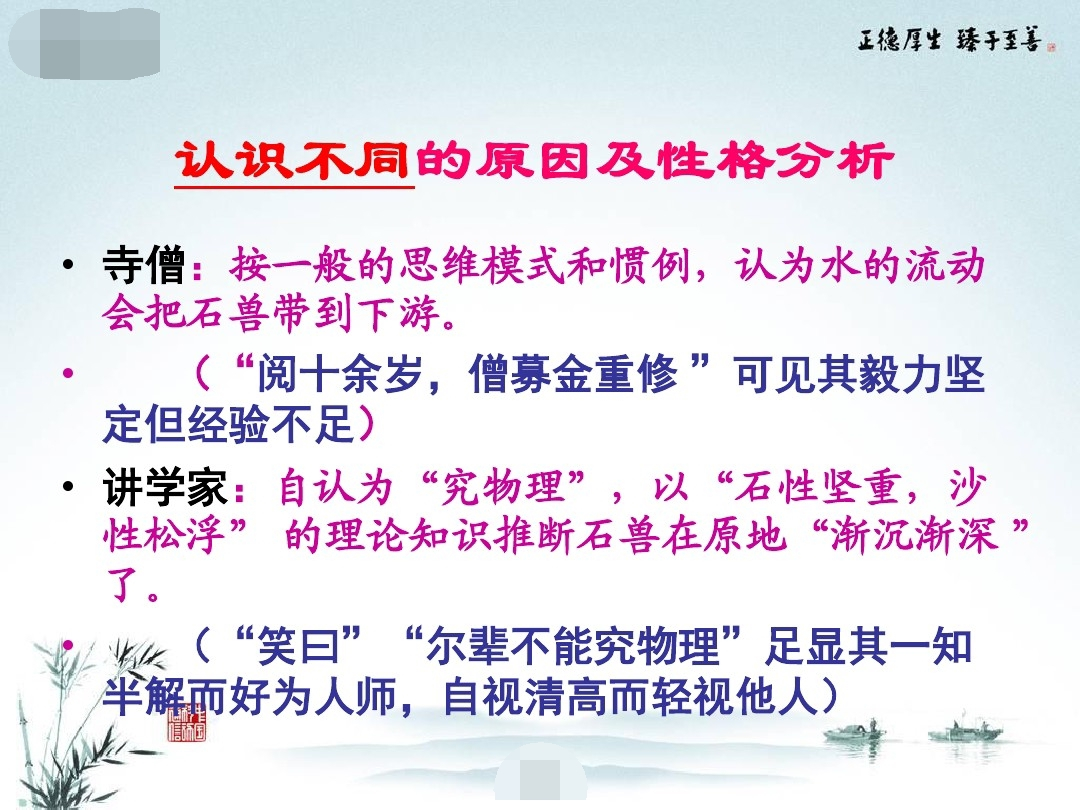 正德厚生 臻于至善
认识不同的原因及性格分析
• 寺僧：按一般的思维模式和惯例，认为水的流动
会把石兽带到下游。
• （“阅十余岁，僧募金重修 ”可见其毅力坚
定但经验不足）
• 讲学家：自认为“究物理”，以“石性坚重，沙
性松浮” 的理论知识推断石兽在原地“渐沉渐深 ”
了。
• （“笑曰”“尔辈不能究物理”足显其一知
半解而好为人师，自视清高而轻视他人）